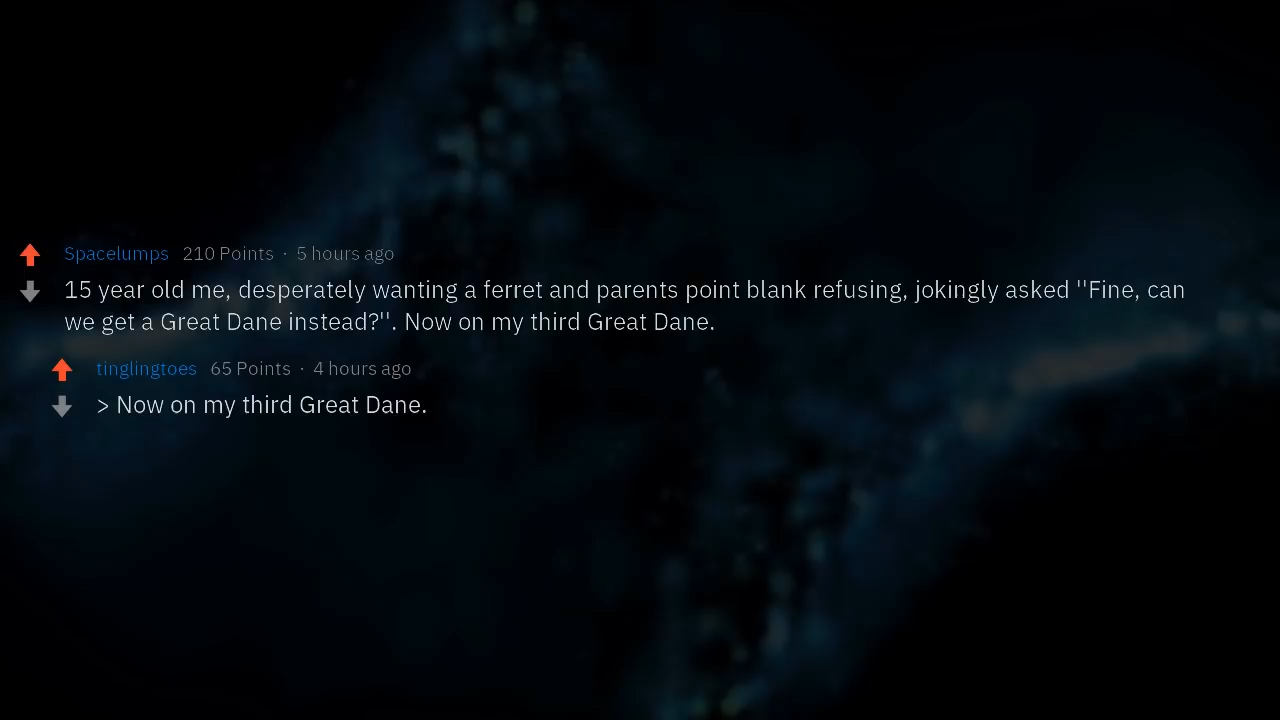 Spacelumps 210 Points · 5 hours ago
15 year old me, desperately wanting a ferret and parents point blank refusing, jokingly asked ''Fine, can
we get a Great Dane instead?''. Now on my third Great Dane.
tinglingtoes 65 Points · 4 hours ago
> Now on my third Great Dane.